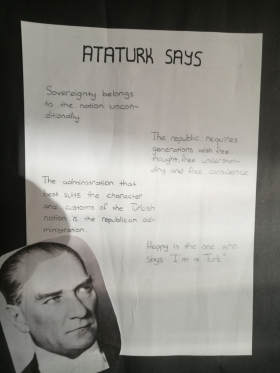 ATATURK SAYS
Sovereignty belongs
to the nation uncon-
ditionally
The republic requires
generations with free
thought, free understan-
ding and free conscience
The administration that
best suits the character
and customs of the Turkish
nation is the republican ad-
ministration.
Happy is the one who
says "I'm a Turk"